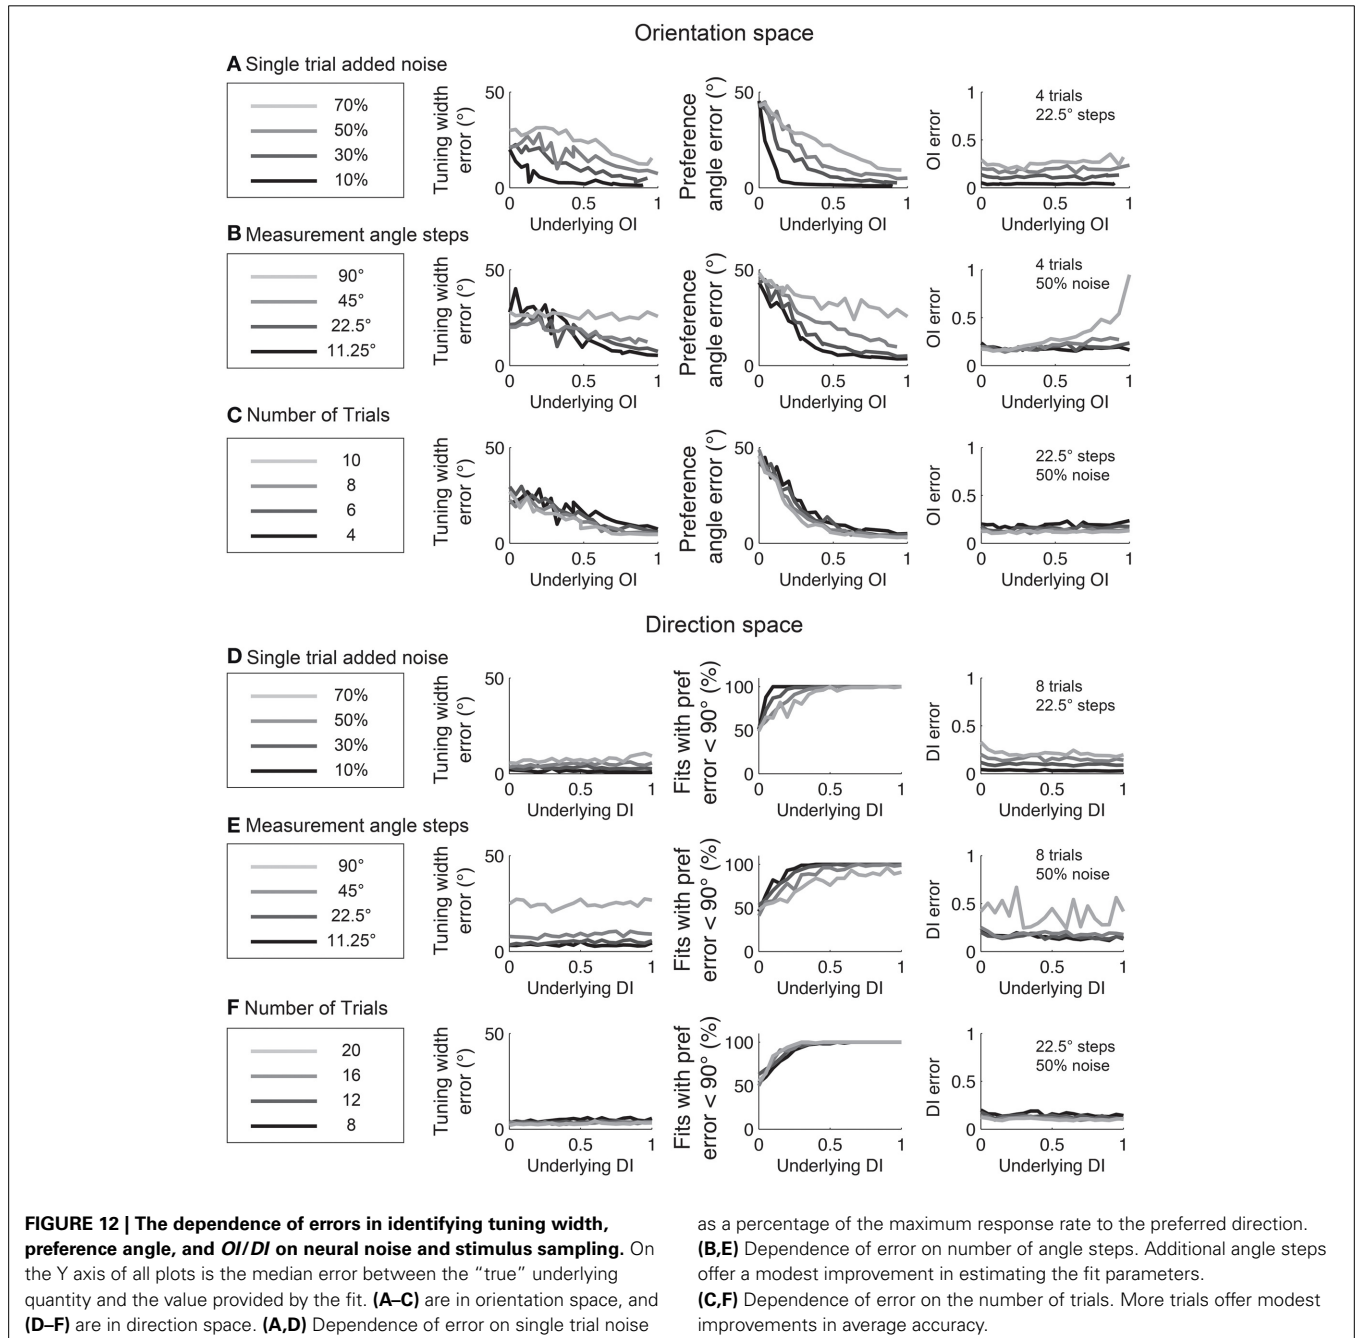 Orientation space
A Single trial added noise
70%
50%
30%
10%
Tuning width
error (°)
50
0
0 0.5 1
Underlying OI
Preference
angle error (°)
50
0
0 0.5 1
Underlying OI
OI error
1
0.5
0
4 trials
22.5° steps
0 0.5 1
Underlying OI
B Measurement angle steps
90°
45°
22.5°
11.25°
Tuning width
error (°)
50
0
0 0.5 1
Underlying OI
Preference
angle error (°)
50
0
0 0.5 1
Underlying OI
OI error
1
0.5
0
4 trials
50% noise
0 0.5 1
Underlying OI
C Number of Trials
10
8
6
4
Tuning width
error (°)
50
0
0 0.5 1
Underlying OI
Preference
angle error (°)
50
0
0 0.5 1
Underlying OI
OI error
1
0.5
0
22.5° steps
50% noise
0 0.5 1
Underlying OI
Direction space
D Single trial added noise
70%
50%
30%
10%
Tuning width
error (°)
50
0
0 0.5 1
Underlying DI
Fits with pref
error < 90° (%)
100
50
0
0 0.5 1
Underlying DI
DI error
1
0.5
0
8 trials
22.5° steps
0 0.5 1
Underlying DI
E Measurement angle steps
90°
45°
22.5°
11.25°
Tuning width
error (°)
50
0
0 0.5 1
Underlying DI
Fits with pref
error < 90° (%)
100
50
0
0 0.5 1
Underlying DI
DI error
1
0.5
0
8 trials
50% noise
0 0.5 1
Underlying DI
F Number of Trials
20
16
12
8
Tuning width
error (°)
50
0
0 0.5 1
Underlying DI
Fits with pref
error < 90° (%)
100
50
0
0 0.5 1
Underlying DI
DI error
1
0.5
0
22.5° steps
50% noise
0 0.5 1
Underlying DI
FIGURE 12 | The dependence of errors in identifying tuning width,
preference angle, and OI/DI on neural noise and stimulus sampling. On
the Y axis of all plots is the median error between the “true” underlying
quantity and the value provided by the fit. (A–C) are in orientation space, and
(D–F) are in direction space. (A,D) Dependence of error on single trial noise
as a percentage of the maximum response rate to the preferred direction.
(B,E) Dependence of error on number of angle steps. Additional angle steps
offer a modest improvement in estimating the fit parameters.
(C,F) Dependence of error on the number of trials. More trials offer modest
improvements in average accuracy.